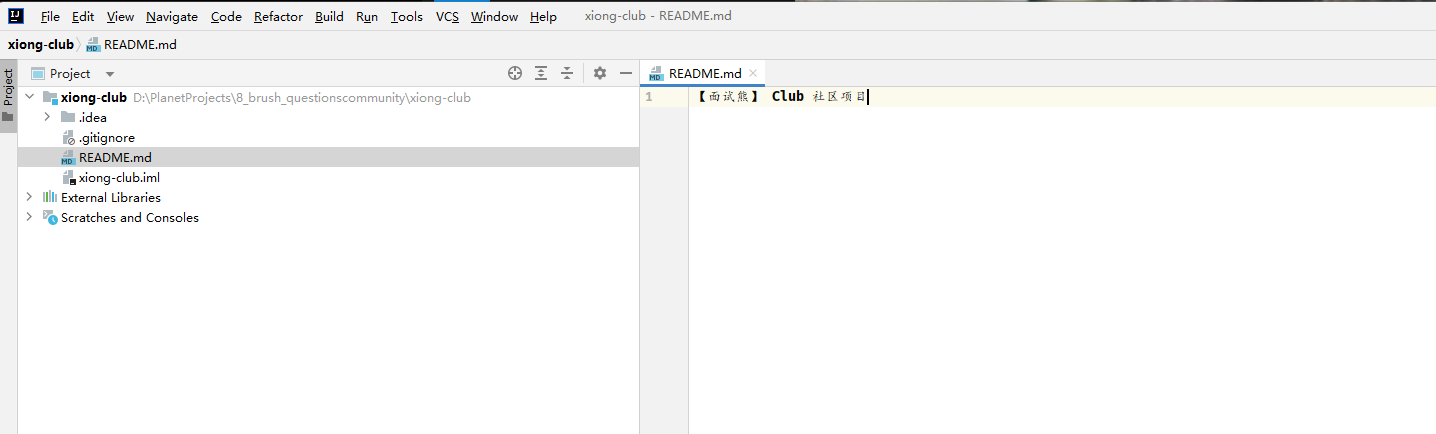 File Edit View Navigate Code Refactor Build Run Tools VCS Window Help xiong-club - README.md
xiong-club README.md
Project
Project
README.md
xiong-club D:\PlanetProjects\8_brush_questionscommunity\xiong-club
.idea
.gitignore
README.md
xiong-club.iml
External Libraries
Scratches and Consoles
1 【面试熊】 Club 社区项目